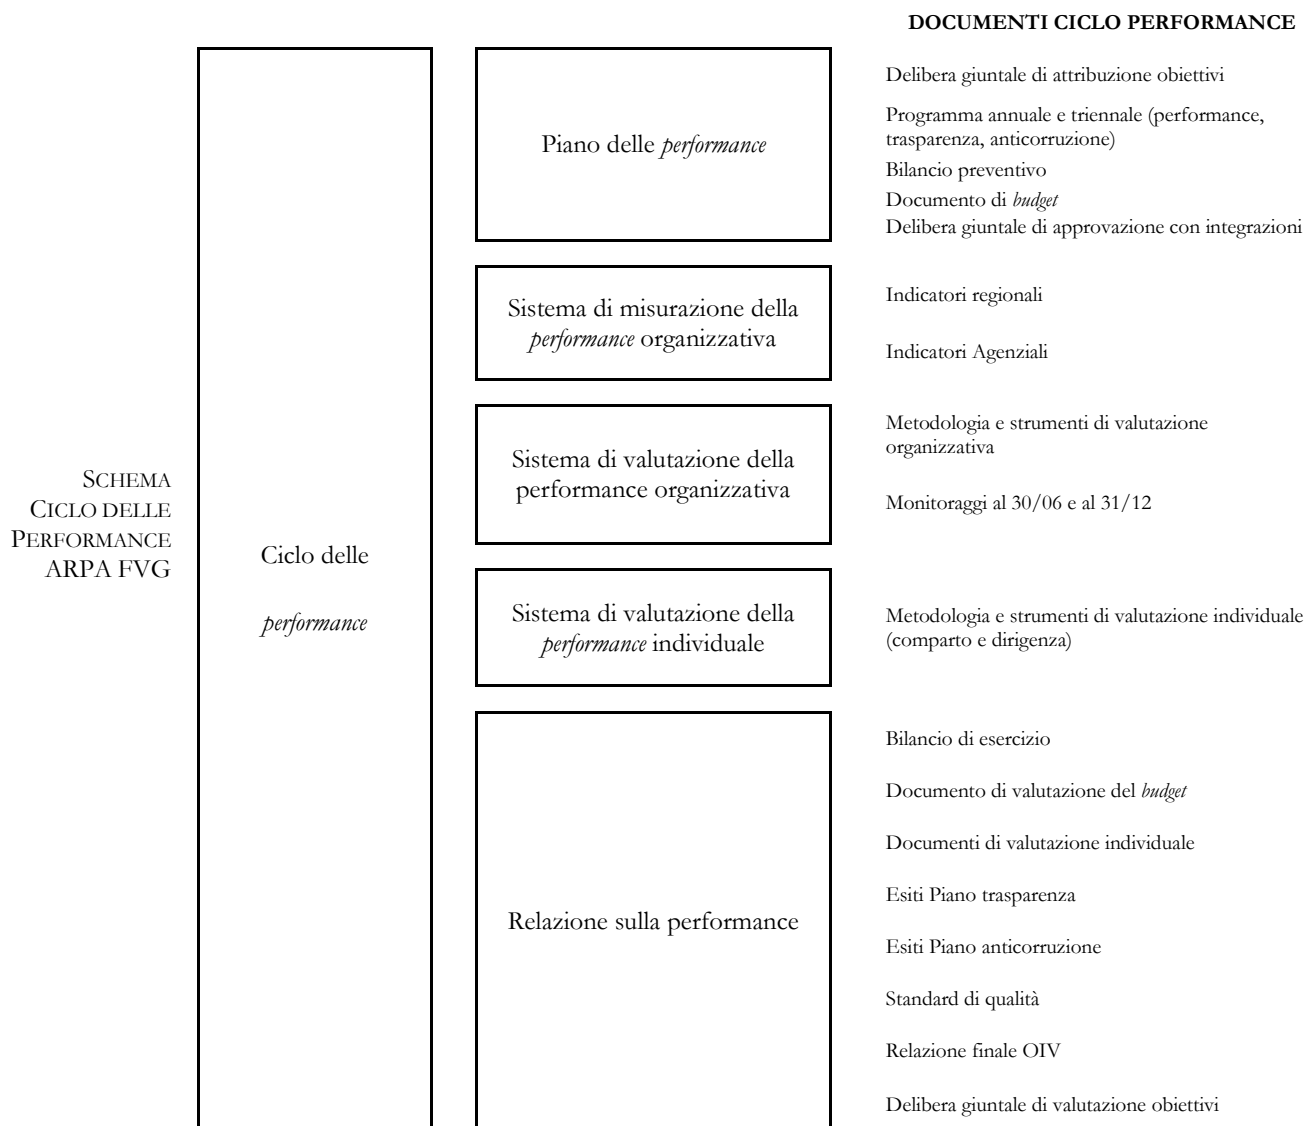 DOCUMENTI CICLO PERFORMANCE
SCHEMA
CICLO DELLE
PERFORMANCE
ARPA FVG
Ciclo delle
performance
Piano delle performance
Delibera giuntale di attribuzione obiettivi
Programma annuale e triennale (performance,
trasparenza, anticorruzione)
Bilancio preventivo
Documento di budget
Delibera giuntale di approvazione con integrazioni
Sistema di misurazione della
performance organizzativa
Indicatori regionali
Indicatori Agenziali
Sistema di valutazione della
performance organizzativa
Metodologia e strumenti di valutazione
organizzativa
Monitoraggi al 30/06 e al 31/12
Sistema di valutazione della
performance individuale
Metodologia e strumenti di valutazione individuale
(comparto e dirigenza)
Relazione sulla performance
Bilancio di esercizio
Documento di valutazione del budget
Documenti di valutazione individuale
Esiti Piano trasparenza
Esiti Piano anticorruzione
Standard di qualità
Relazione finale OIV
Delibera giuntale di valutazione obiettivi